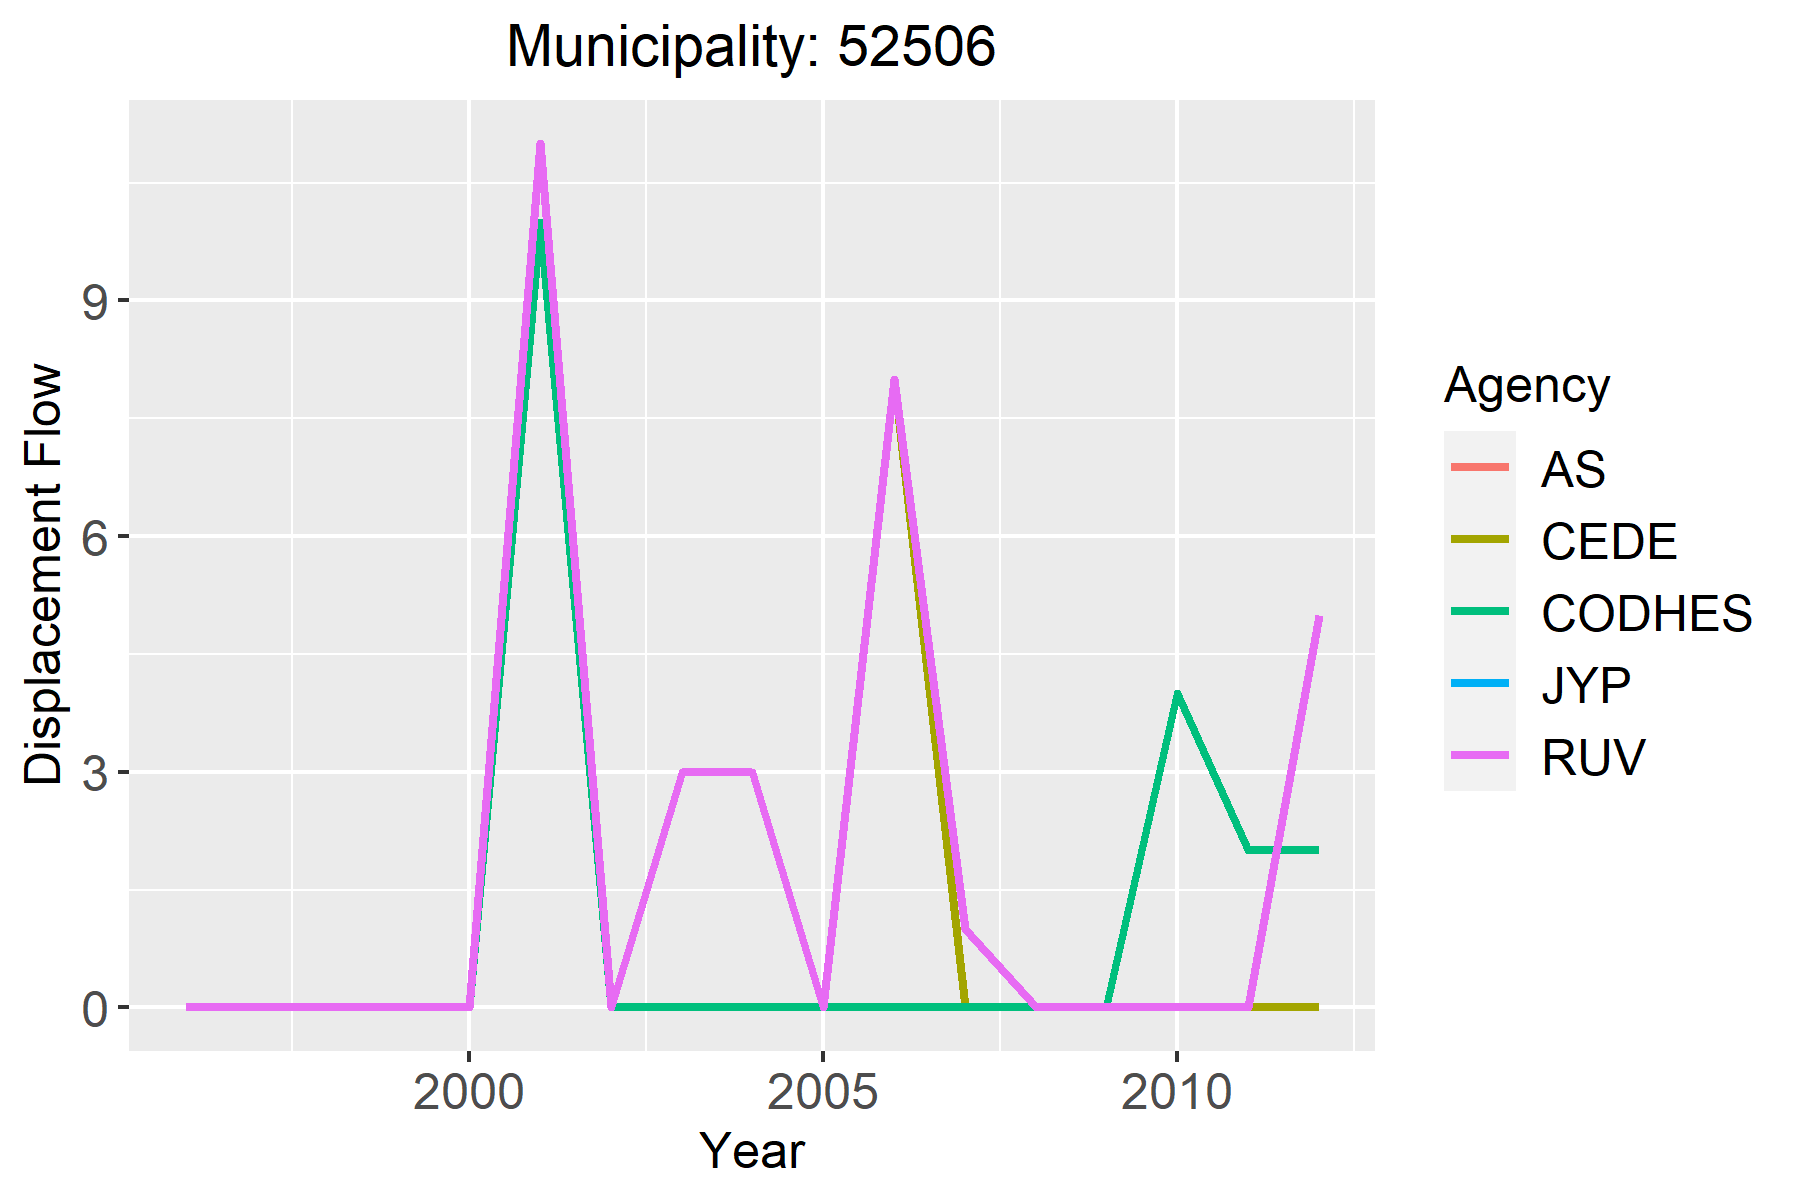 Municipality: 52506
Displacement Flow
9
6
3
0
2000 2005 2010
Year
Agency
AS
CEDE
CODHES
JYP
RUV